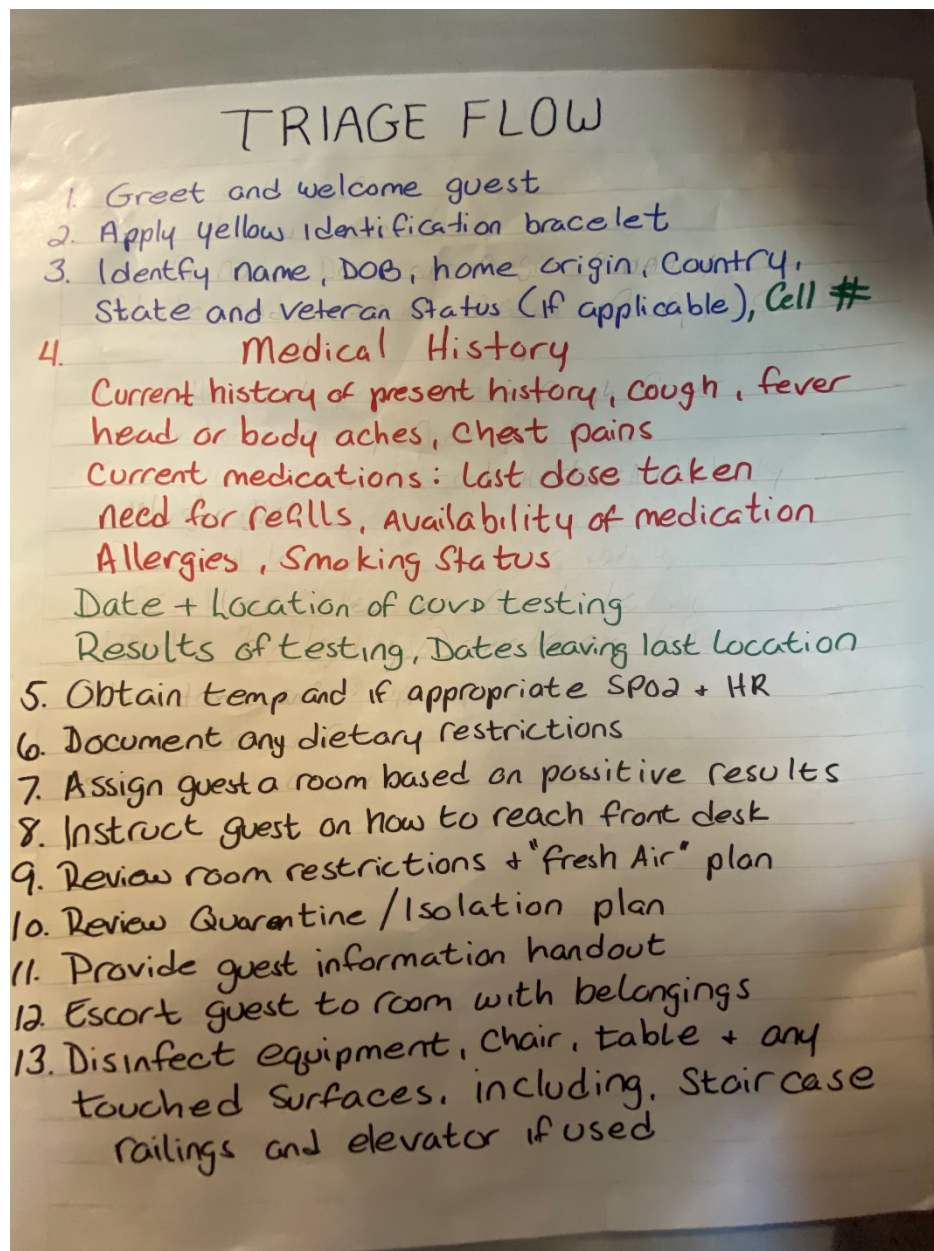 TRIAGE FLOW
1. Greet and welcome guest
2. Apply yellow identification bracelet
3. Identfy name, DOB, home origin, Country,
State and veteran Status (if applicable), Cell #
4. Medical History
Current history of present history, cough, fever
head or body aches, chest pains
Current medications: last dose taken
need for refills, Availability of medication
Allergies, Smoking Status
Date + Location of COVD testing
Results of testing, Dates leaving last Location
5. Obtain temp and if appropriate SPO2 + HR
6. Document any dietary restrictions
7. Assign guest a room based on possitive results
8. Instruct guest on how to reach front desk
9. Review room restrictions + "fresh Air" plan
10. Review Quarentine/Isolation plan
11. Provide guest information handout
12. Escort guest to room with belongings
13. Disinfect equipment, Chair, table + any
touched Surfaces, including, Staircase
railings and elevator if used